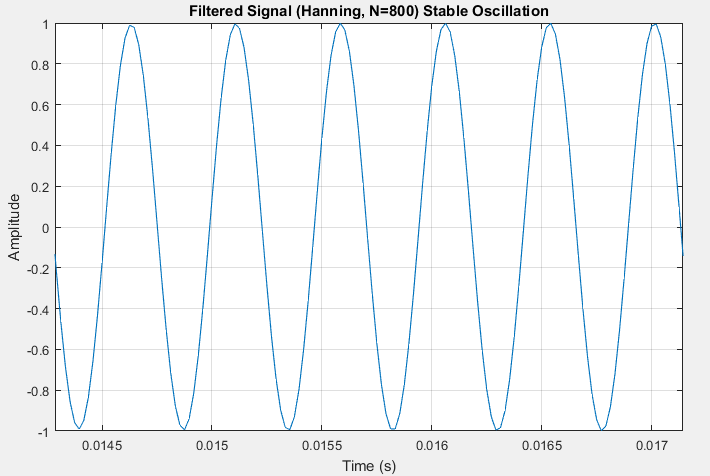 Filtered Signal (Hanning, N=800) Stable Oscillation
1
0.8
0.6
0.4
0.2
0
-0.2
-0.4
-0.6
-0.8
-1
Amplitude
0.0145 0.015 0.0155 0.016 0.0165 0.017
Time (s)